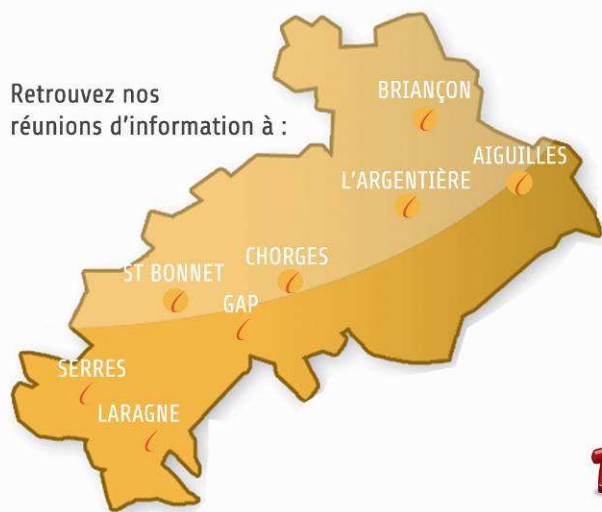 Retrouvez nos
réunions d'information à :
BRIANÇON
AIGUILLES
L'ARGENTIÈRE
CHORGES
ST BONNET
GAP
SERRES
LARAGNE